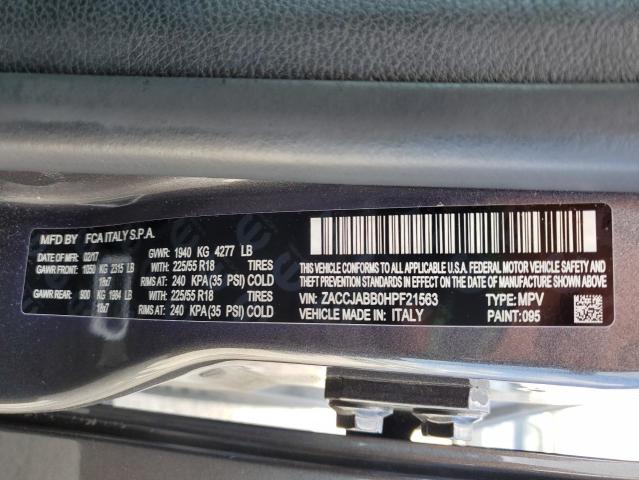 MFD BY FCA ITALY S.P.A.
DATE OF MFR: 02/17 GVWR: 1940 KG 4277 LB
GAWR FRONT: 1050 KG 2315 LB WITH: 225/55 R18 TIRES
18x7 RIMS AT: 240 KPA (35 PSI) COLD
GAWR REAR: 900 KG 1984 LB WITH: 225/55 R18 TIRES
18x7 RIMS AT: 240 KPA (35 PSI) COLD
THIS VEHICLE CONFORMS TO ALL APPLICABLE U.S.A.
FEDERAL MOTOR VEHICLE SAFETY, BUMPER, AND
THEFT PREVENTION STANDARDS IN EFFECT ON THE
DATE OF MANUFACTURE SHOWN ABOVE
VIN: ZACCJABB0HPF21563 TYPE: MPV
VEHICLE MADE IN: ITALY PAINT: 095